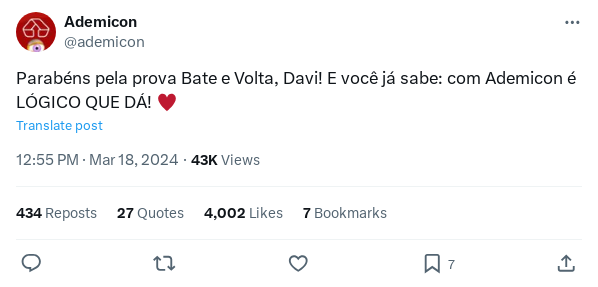 Ademicon
@ademicon
Parabéns pela prova Bate e Volta, Davi! E você já sabe: com Ademicon é
LÓGICO QUE DÁ! ♥️
Translate post
12:55 PM · Mar 18, 2024 · 43K Views
434 Reposts 27 Quotes 4,002 Likes 7 Bookmarks
7